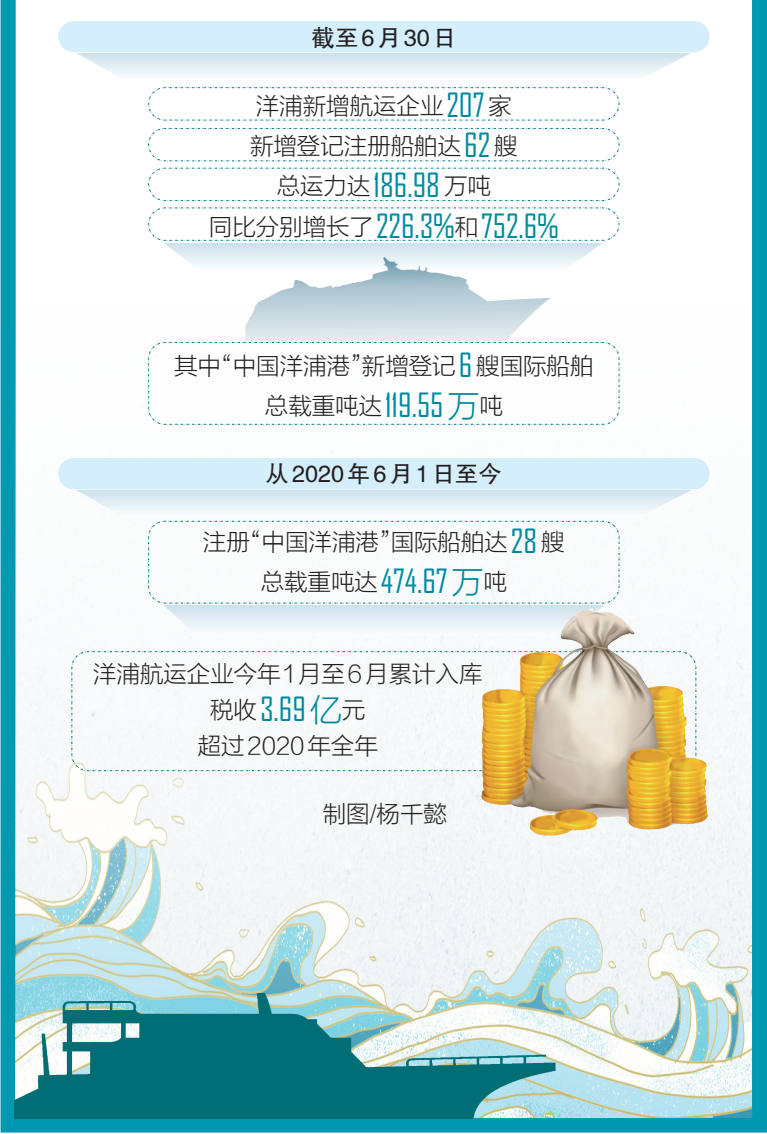 截至6月30日
洋浦新增航运企业207家
新增登记注册船舶达62艘
总运力达186.98万吨
同比分别增长了226.3%和752.6%
其中“中国洋浦港”新增登记6艘国际船舶
总载重吨达119.55万吨
从2020年6月1日至今
注册“中国洋浦港”国际船舶达28艘
总载重吨达474.67万吨
洋浦航运企业今年1月至6月累计入库
税收3.69亿元
超过2020年全年
制图/杨千懿